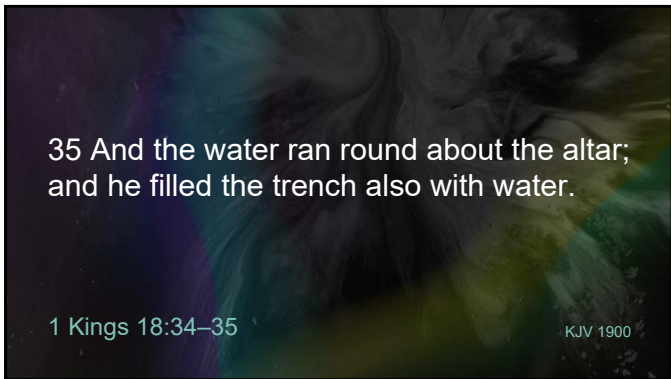 35 And the water ran round about the altar;
and he filled the trench also with water.
1 Kings 18:34–35
KJV 1900